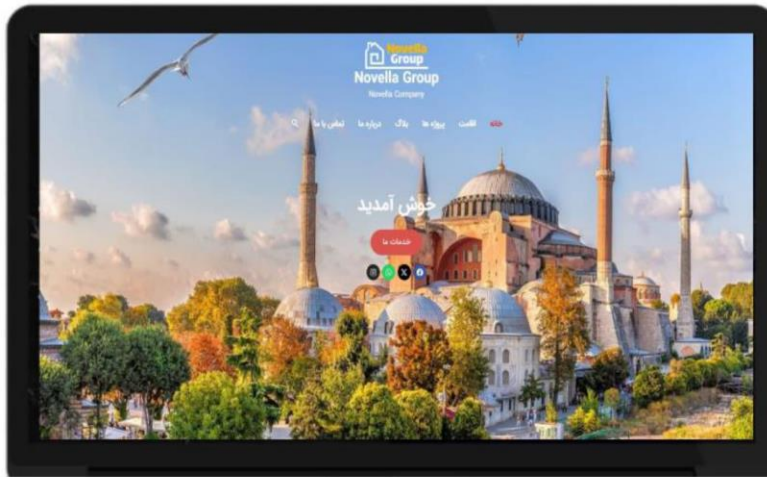 Novella
Group
Novella Group
Novella Company
خانه اقامت پروژه ها بلاگ درباره ما تماس با ما
خوش آمدید
خدمات ما